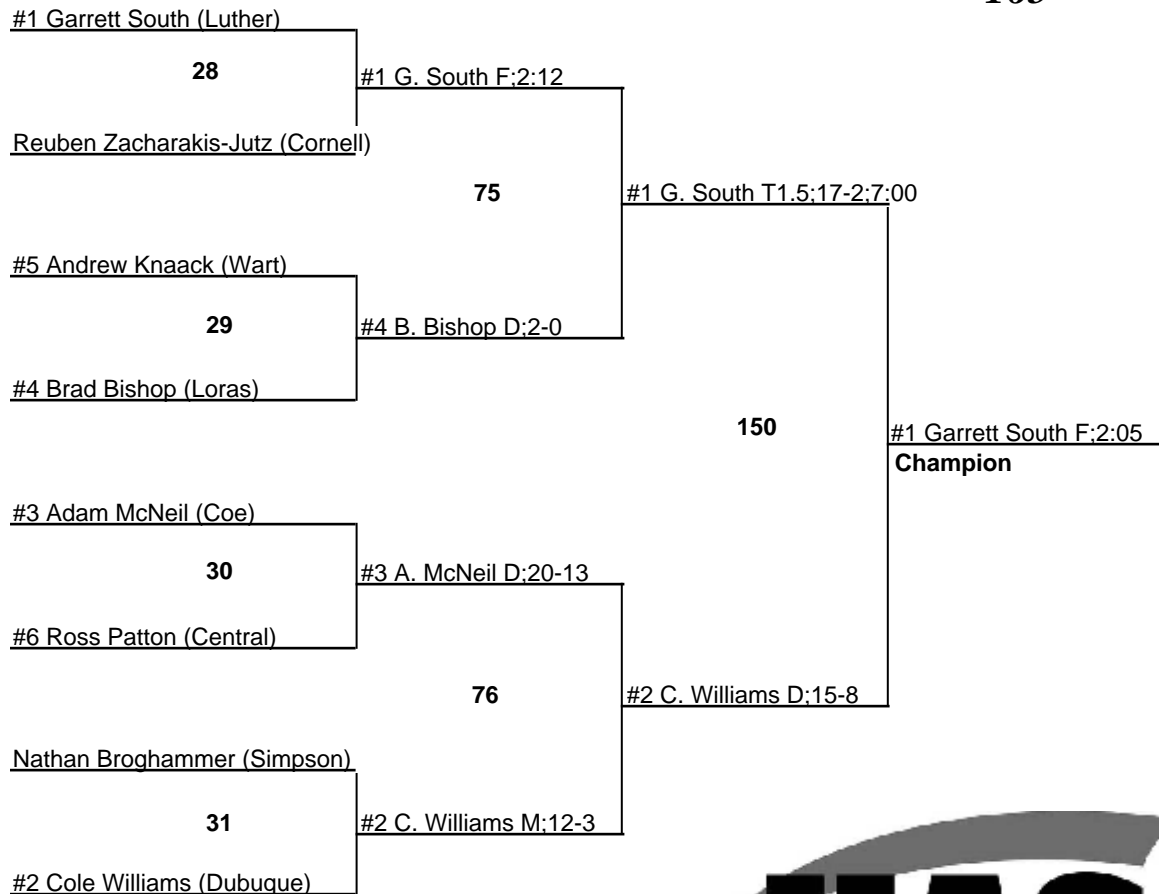 #1 Garrett South (Luther)
28
#1 G. South F;2:12
Reuben Zacharakis-Jutz (Cornell)
75
#1 G. South T1.5;17-2;7:00
#5 Andrew Knaack (Wart)
29
#4 B. Bishop D;2-0
#4 Brad Bishop (Loras)
150
#1 Garrett South F;2:05
Champion
#3 Adam McNeil (Coe)
30
#3 A. McNeil D;20-13
#6 Ross Patton (Central)
76
#2 C. Williams D;15-8
Nathan Broghammer (Simpson)
31
#2 C. Williams M;12-3
#2 Cole Williams (Dubuque)